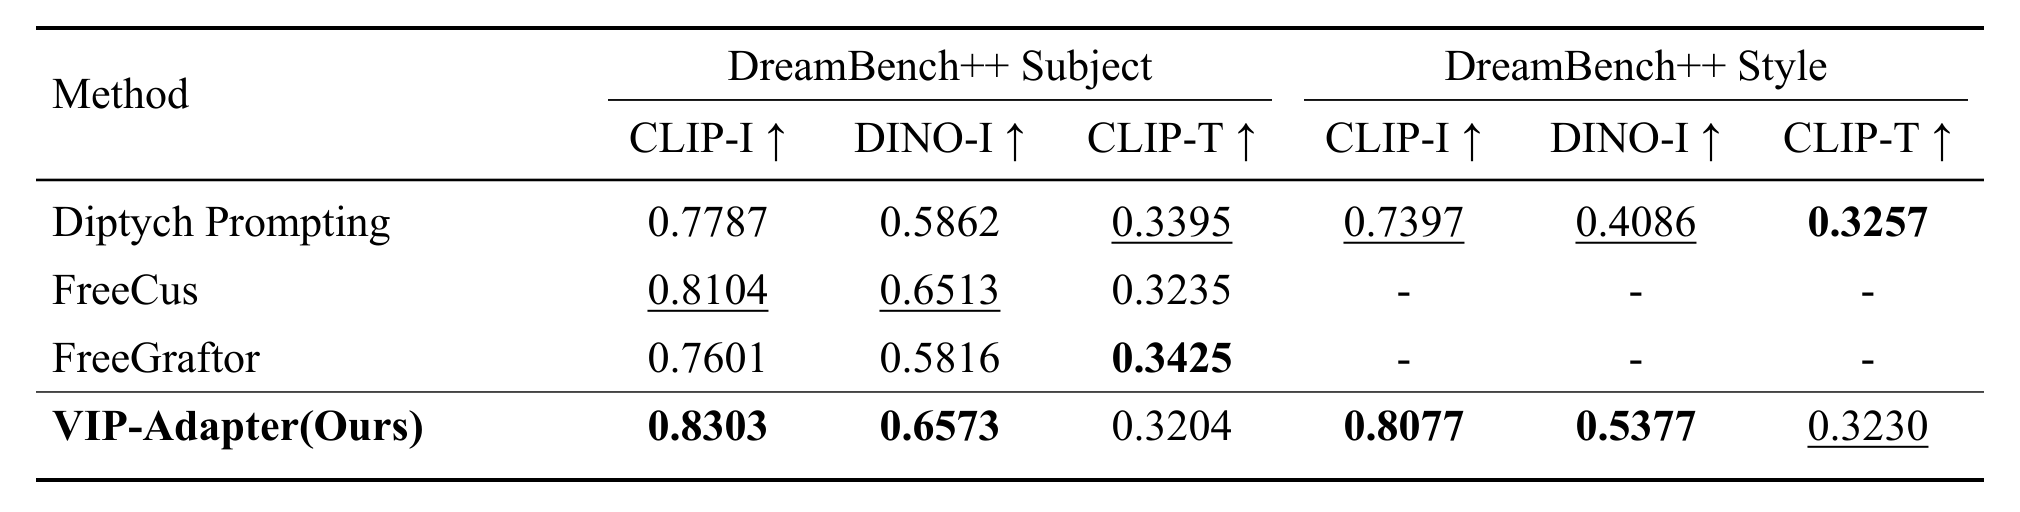 Method DreamBench++ Subject DreamBench++ Style
CLIP-I ↑ DINO-I ↑ CLIP-T ↑ CLIP-I ↑ DINO-I ↑ CLIP-T ↑
Diptych Prompting 0.7787 0.5862 0.3395 0.7397 0.4086 0.3257
FreeCus 0.8104 0.6513 0.3235 - - -
FreeGraftor 0.7601 0.5816 0.3425 - - -
VIP-Adapter(Ours) 0.8303 0.6573 0.3204 0.8077 0.5377 0.3230